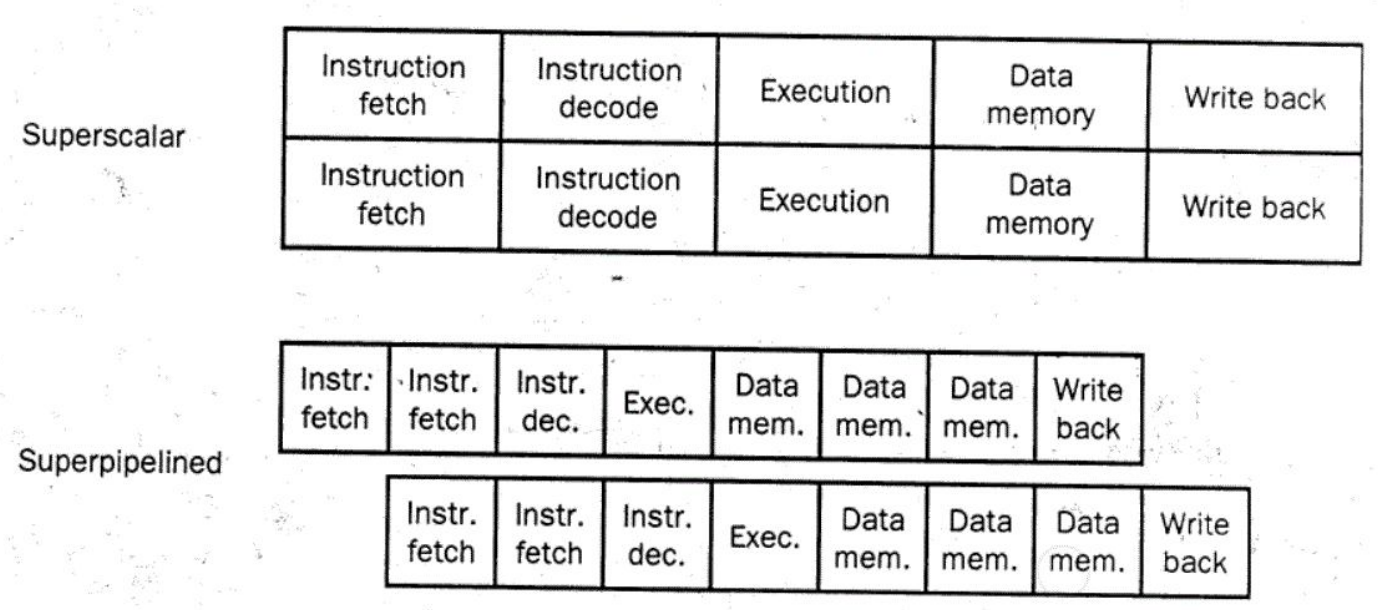 Superscalar
Instruction
fetch
Instruction
decode
Execution
Data
memory
Write back
Instruction
fetch
Instruction
decode
Execution
Data
memory
Write back
Superpipelined
Instr.
fetch
Instr.
fetch
Instr.
dec.
Exec.
Data
mem.
Data
mem.
Data
mem.
Write
back
Instr.
fetch
Instr.
fetch
Instr.
dec.
Exec.
Data
mem.
Data
mem.
Data
mem.
Write
back